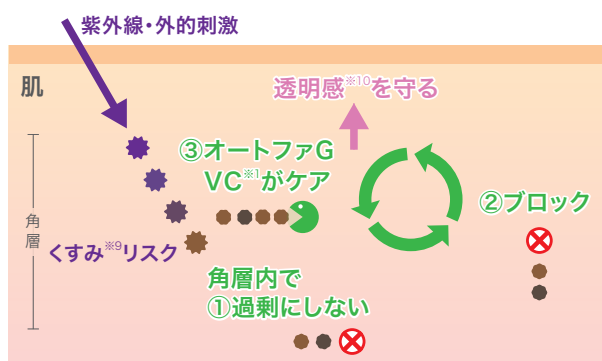 紫外線・外的刺激
肌
透明感※10を守る
③オートファG
VC※1がケア
②ブロック
角層
くすみ※9リスク
角層内で
①過剰にしない